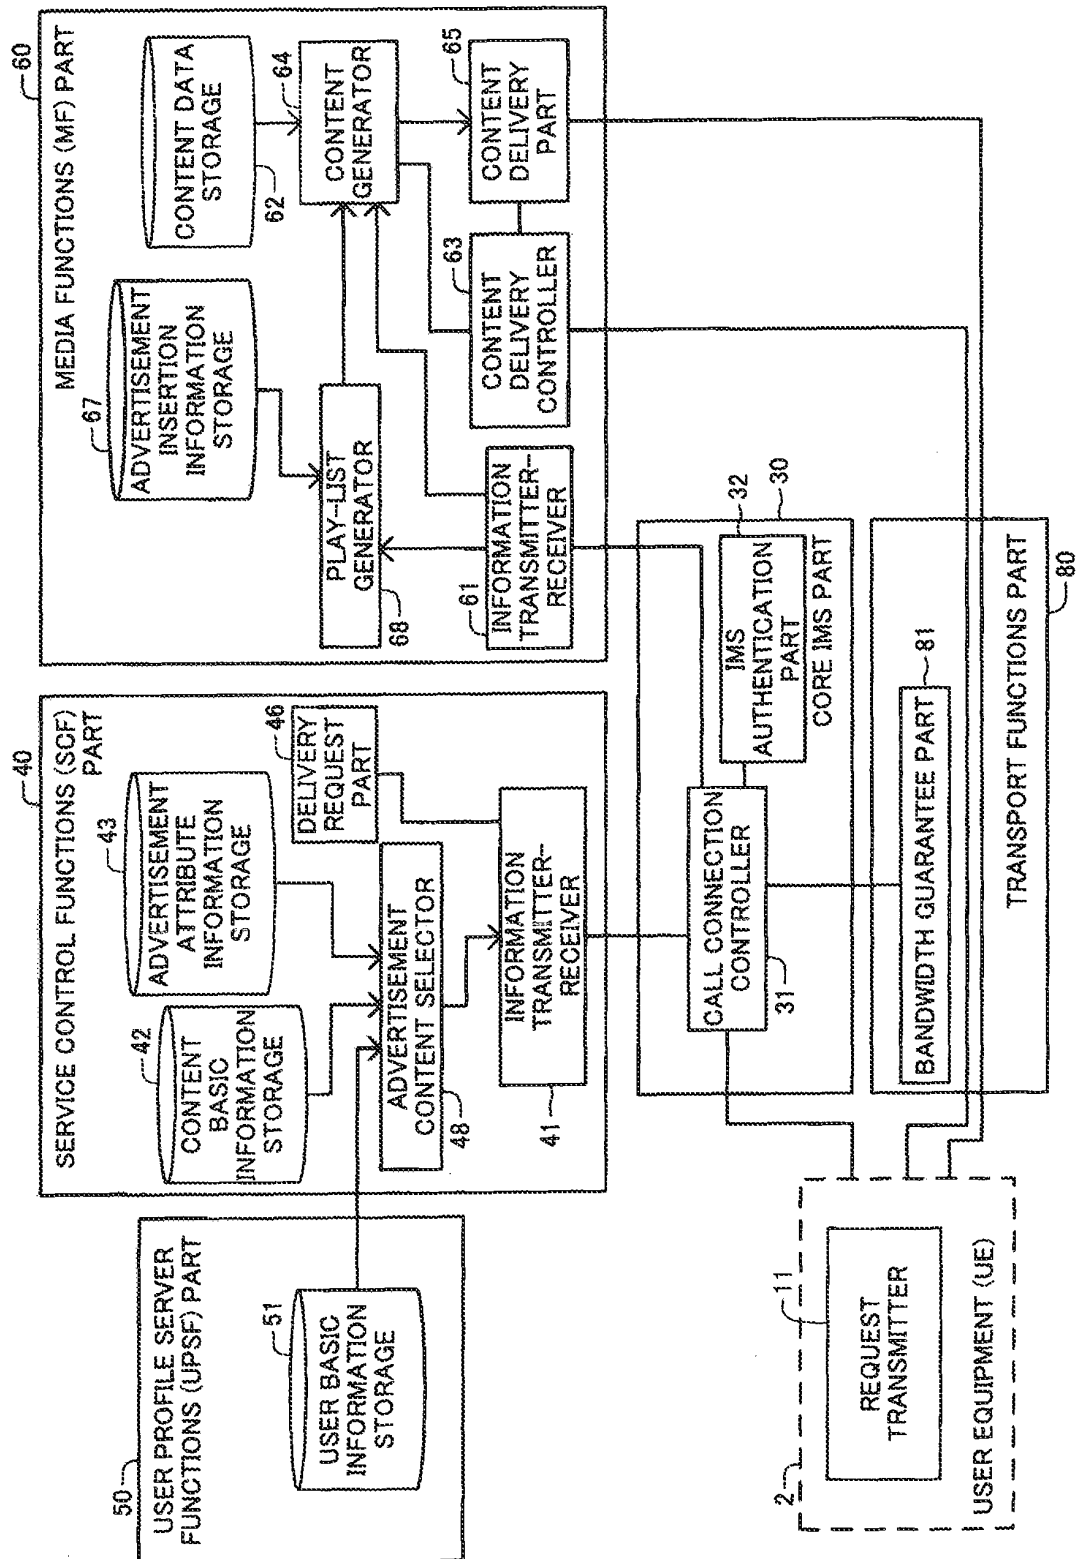 50
USER PROFILE SERVER
FUNCTIONS (UPSF) PART
51
USER BASIC
INFORMATION
STORAGE
40
SERVICE CONTROL FUNCTIONS (SCF)
PART
42
CONTENT
BASIC
INFORMATION
STORAGE
43
ADVERTISEMENT
ATTRIBUTE
INFORMATION
STORAGE
46
DELIVERY
REQUEST
PART
ADVERTISEMENT
CONTENT SELECTOR
48
INFORMATION
TRANSMITTER-
RECEIVER
41
60
MEDIA FUNCTIONS (MF) PART
67
ADVERTISEMENT
INSERTION
INFORMATION
STORAGE
CONTENT DATA
STORAGE
62
64
CONTENT
GENERATOR
PLAY-LIST
GENERATOR
68
61
INFORMATION
TRANSMITTER-
RECEIVER
63
CONTENT
DELIVERY
CONTROLLER
65
CONTENT
DELIVERY
PART
CALL CONNECTION
CONTROLLER
31
32
IMS
AUTHENTICATION
PART
30
CORE IMS PART
BANDWIDTH GUARANTEE PART
81
TRANSPORT FUNCTIONS PART
80
2
11
REQUEST
TRANSMITTER
USER EQUIPMENT (UE)